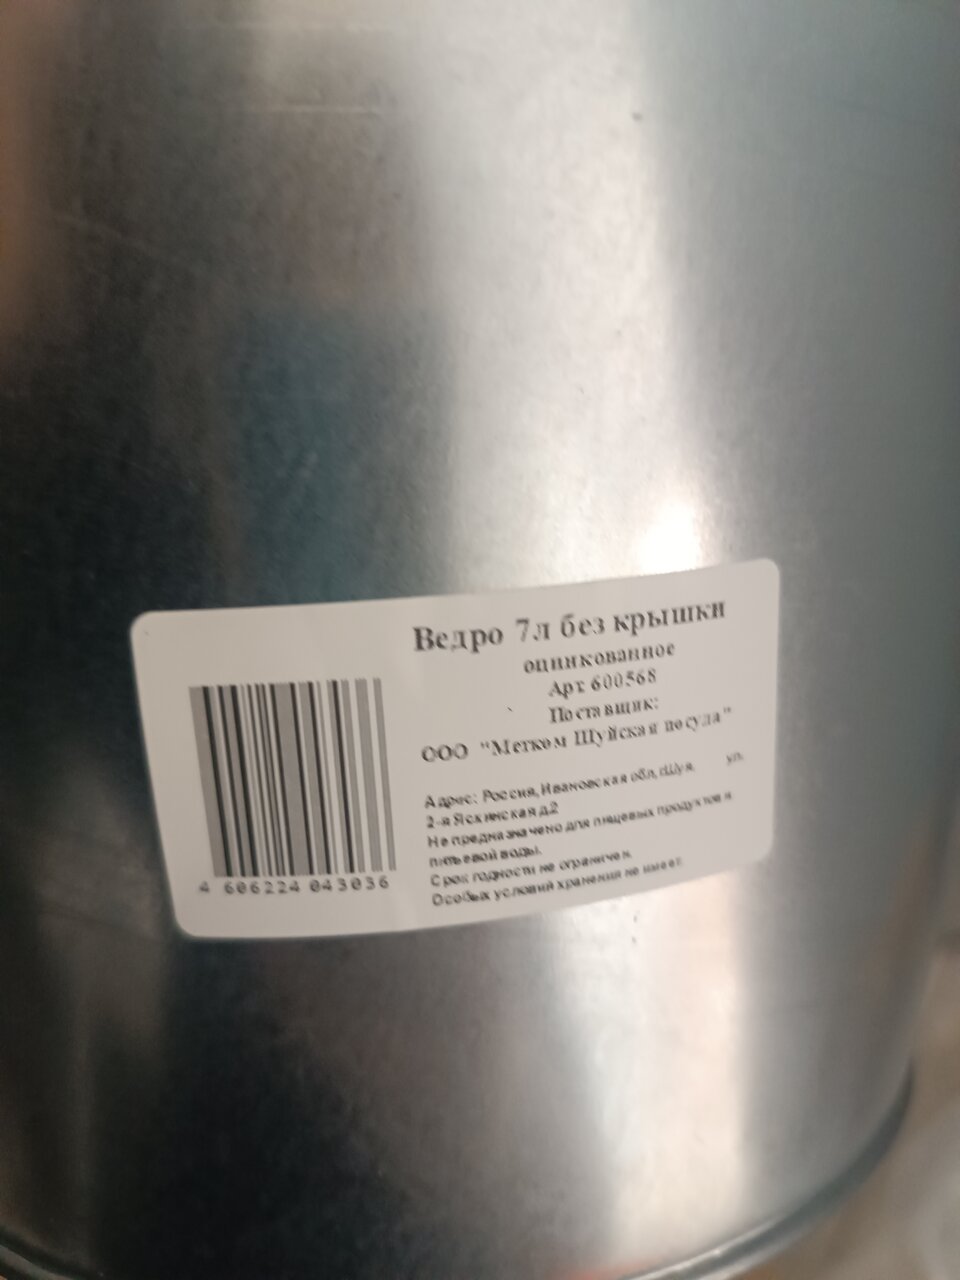 Ведро 7л без крышки
оцинкованное
Арт. 600568
Поставщик:
ООО "Метком Шуйская посуда"
Адрес: Россия, Ивановская обл, г.Шуя, ул.
2-я Яскинская д.2
Не предназначено для пищевых продуктов и
питьевой воды.
Срок годности не ограничен.
Особых условий хранения не имеет.
4 606224 043036